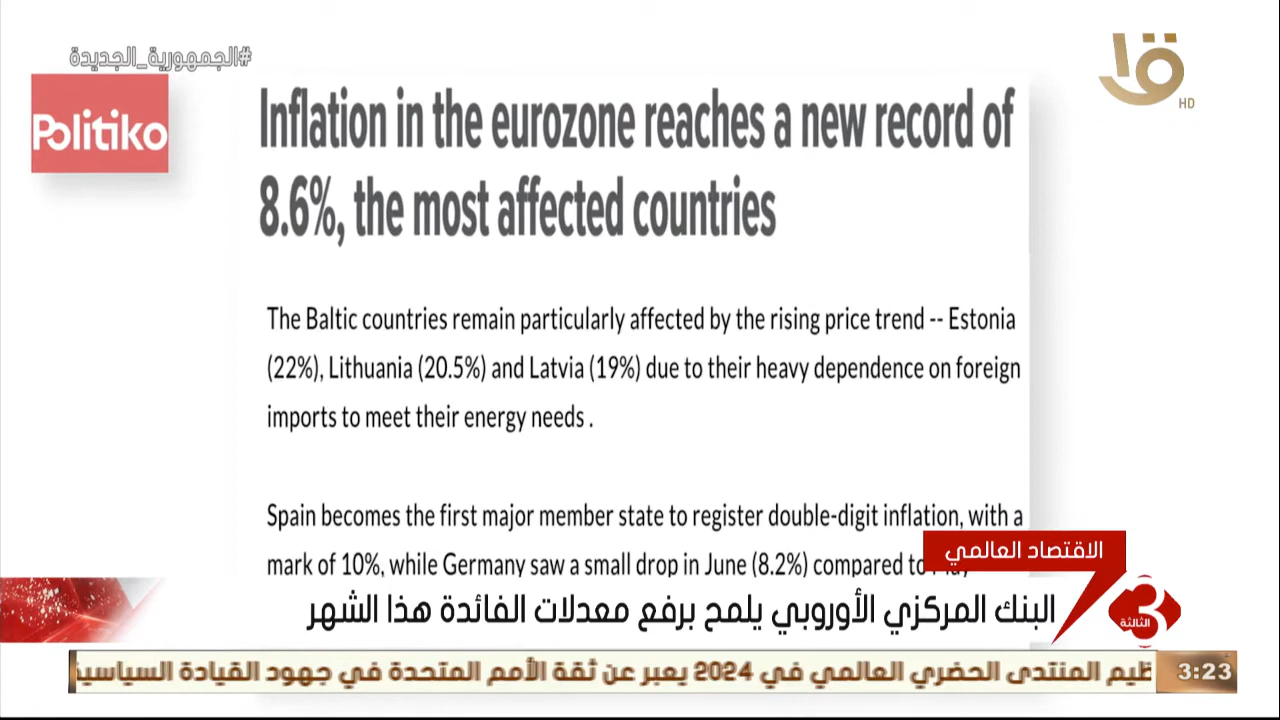 #الجمهورية_الجديدة
HD
Politiko
Inflation in the eurozone reaches a new record of
8.6%, the most affected countries
The Baltic countries remain particularly affected by the rising price trend -- Estonia
(22%), Lithuania (20.5%) and Latvia (19%) due to their heavy dependence on foreign
imports to meet their energy needs .
Spain becomes the first major member state to register double-digit inflation, with a
mark of 10%, while Germany saw a small drop in June (8.2%) compared to
الاقتصاد العالمي
البنك المركزي الأوروبي يلمح برفع معدلات الفائدة هذا الشهر
3 الثالثة
ظيم المنتدى الحضري العالمي في 2024 يعبر عن ثقة الأمم المتحدة في جهود القيادة السياسي
3:23